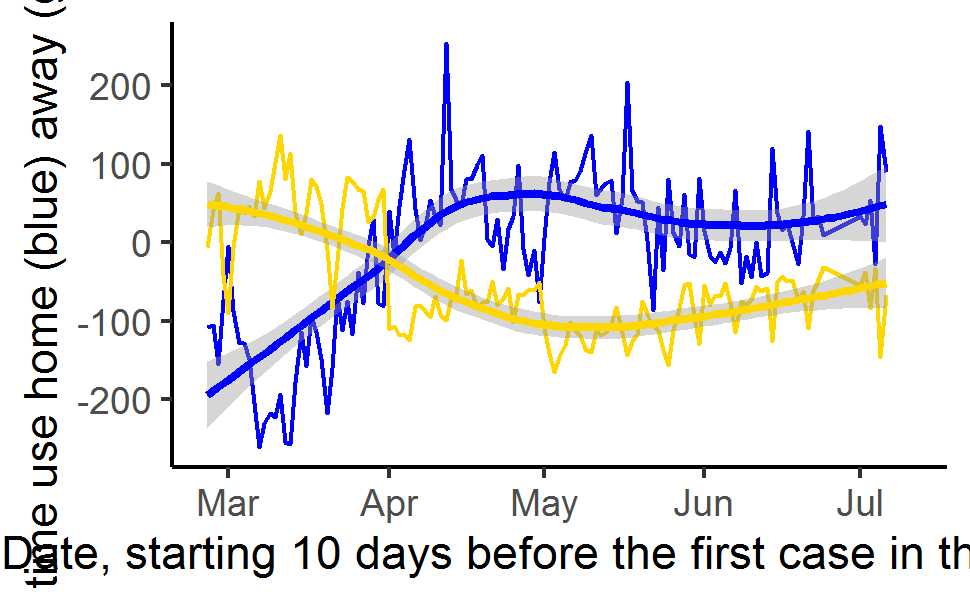 time use home (blue) away (g
200
100
0
-100
-200
Mar Apr May Jun Jul
Date, starting 10 days before the first case in th